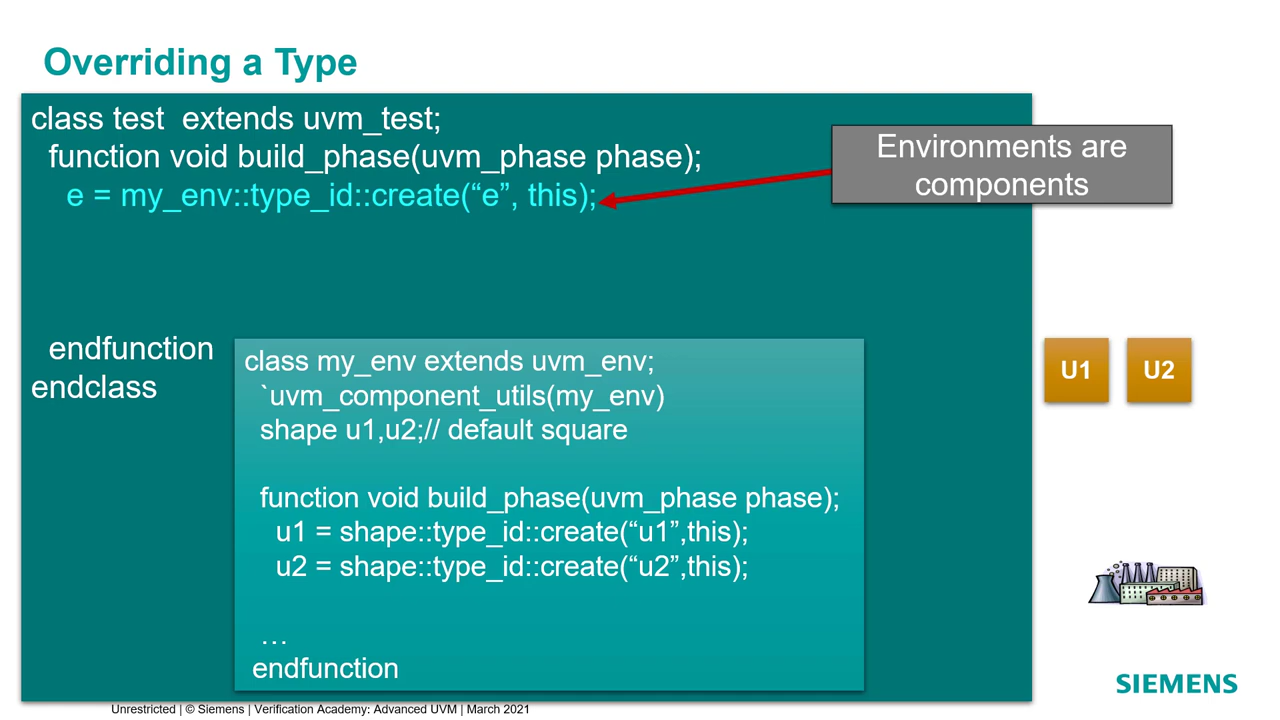 Overriding a Type
class test  extends uvm_test;
function void build_phase(uvm_phase phase);
e = my_env::type_id::create(“e”, this);
Environments are
components
endfunction
endclass
class my_env extends uvm_env;
`uvm_component_utils(my_env)
shape u1,u2;// default square
function void build_phase(uvm_phase phase);
u1 = shape::type_id::create(“u1”,this);
u2 = shape::type_id::create(“u2”,this);
…
endfunction
U1
U2
SIEMENS
Unrestricted | © Siemens | Verification Academy: Advanced UVM | March 2021